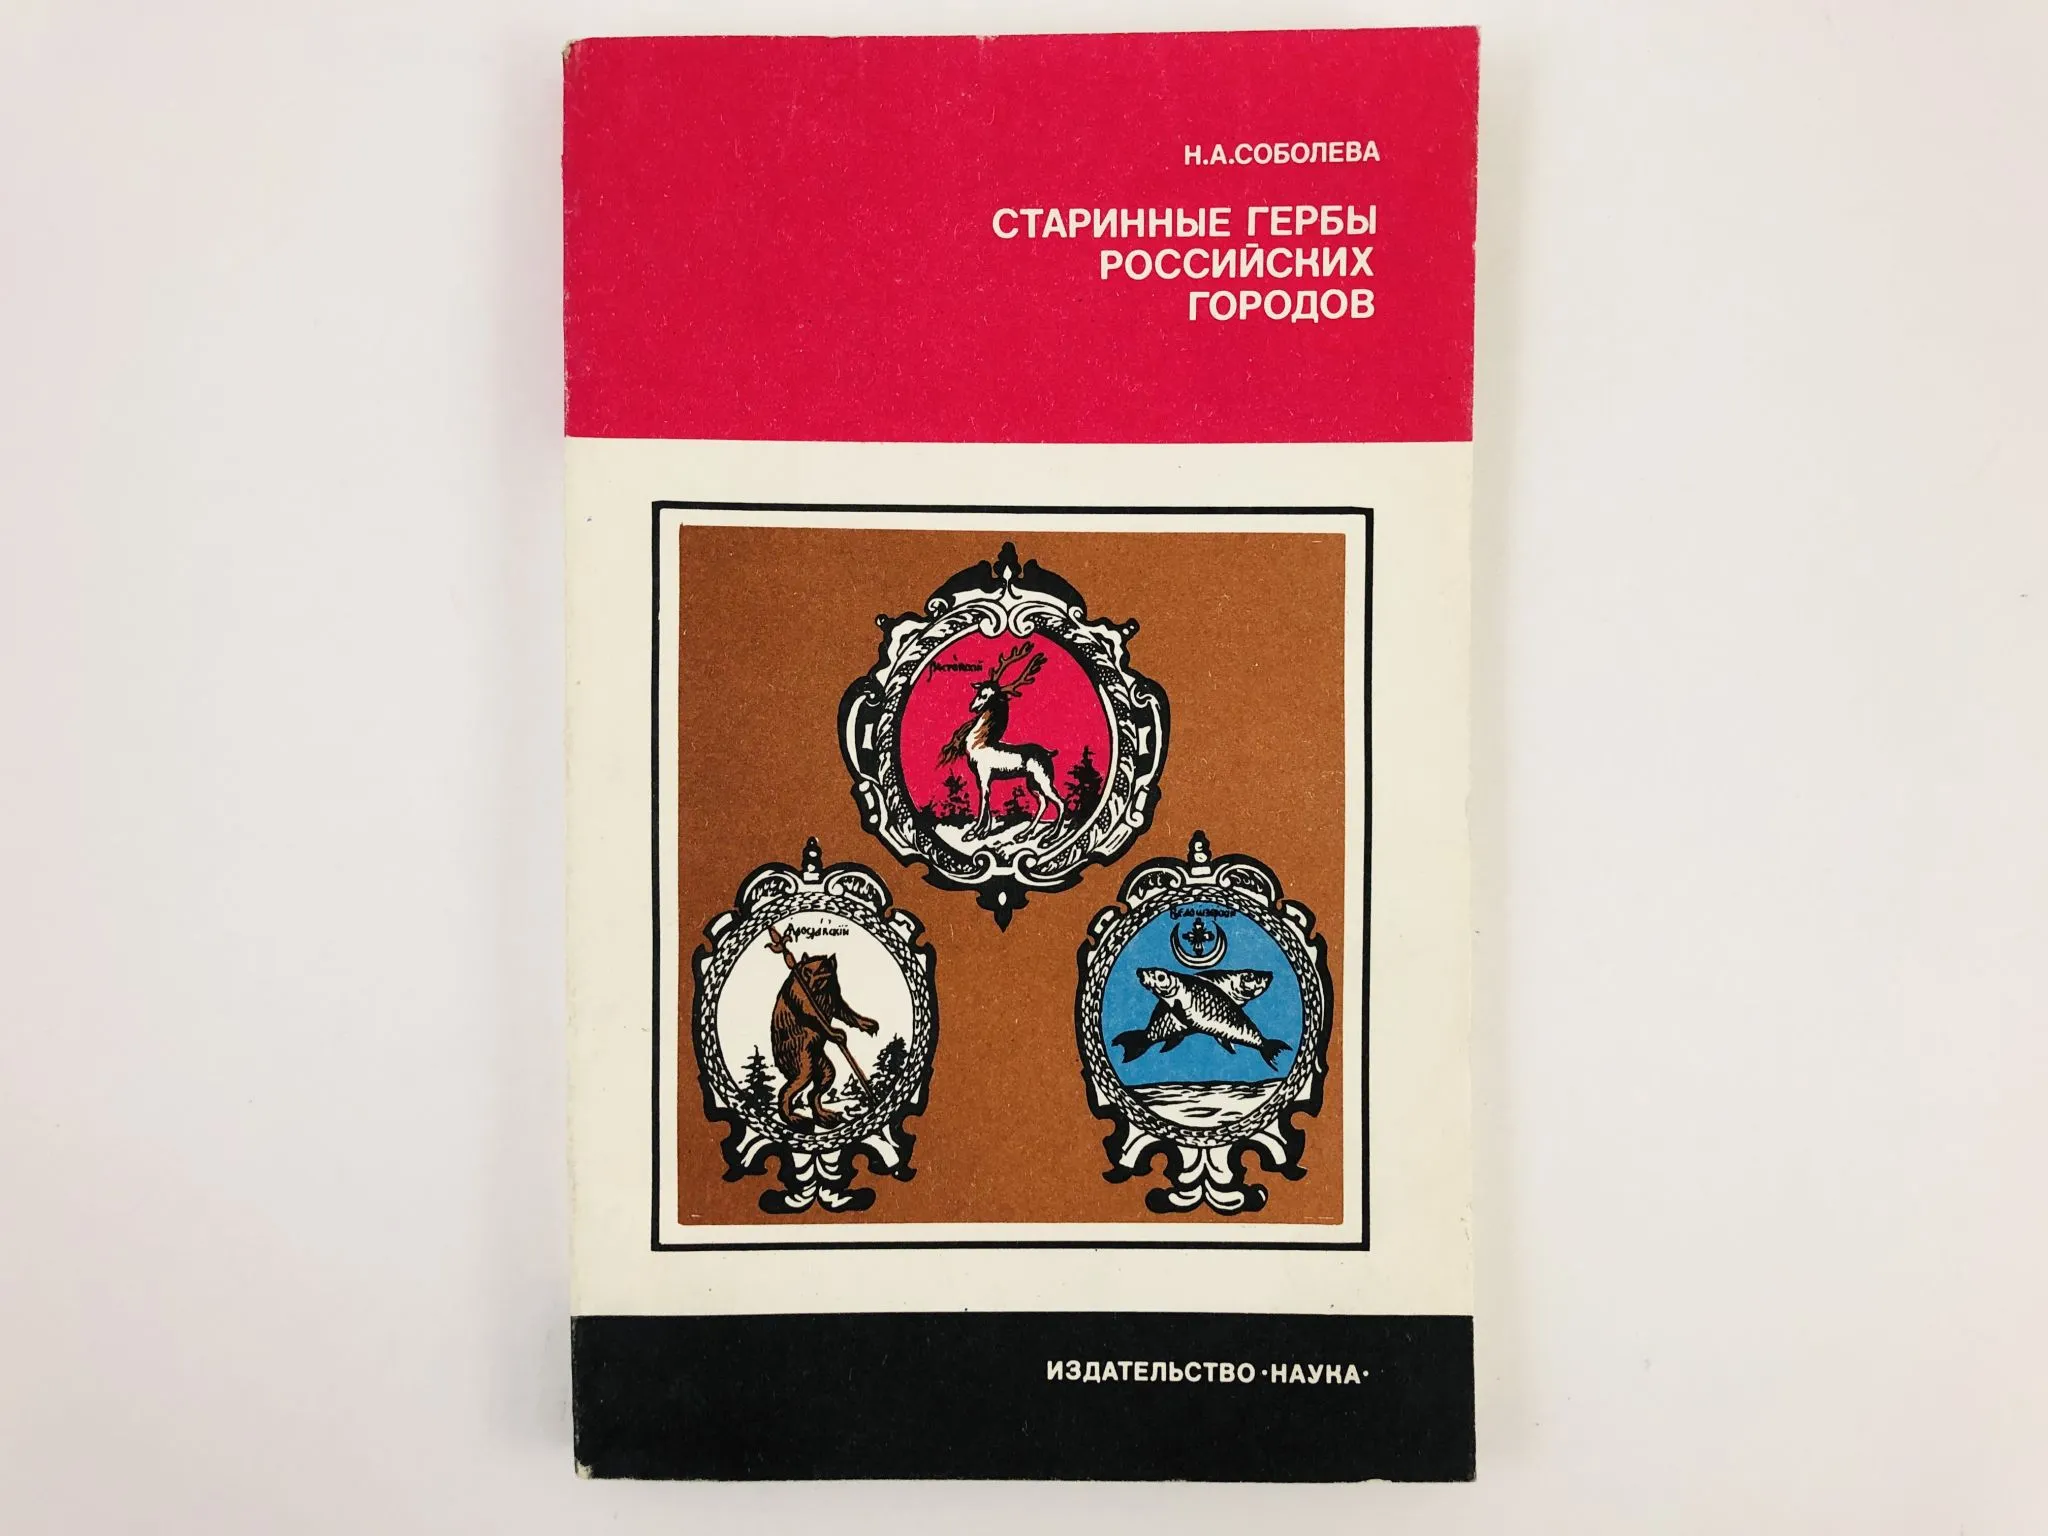 Н.А.СОБОЛЕВА
СТАРИННЫЕ ГЕРБЫ
РОССИЙСКИХ
ГОРОДОВ
ИЗДАТЕЛЬСТВО·НАУКА·